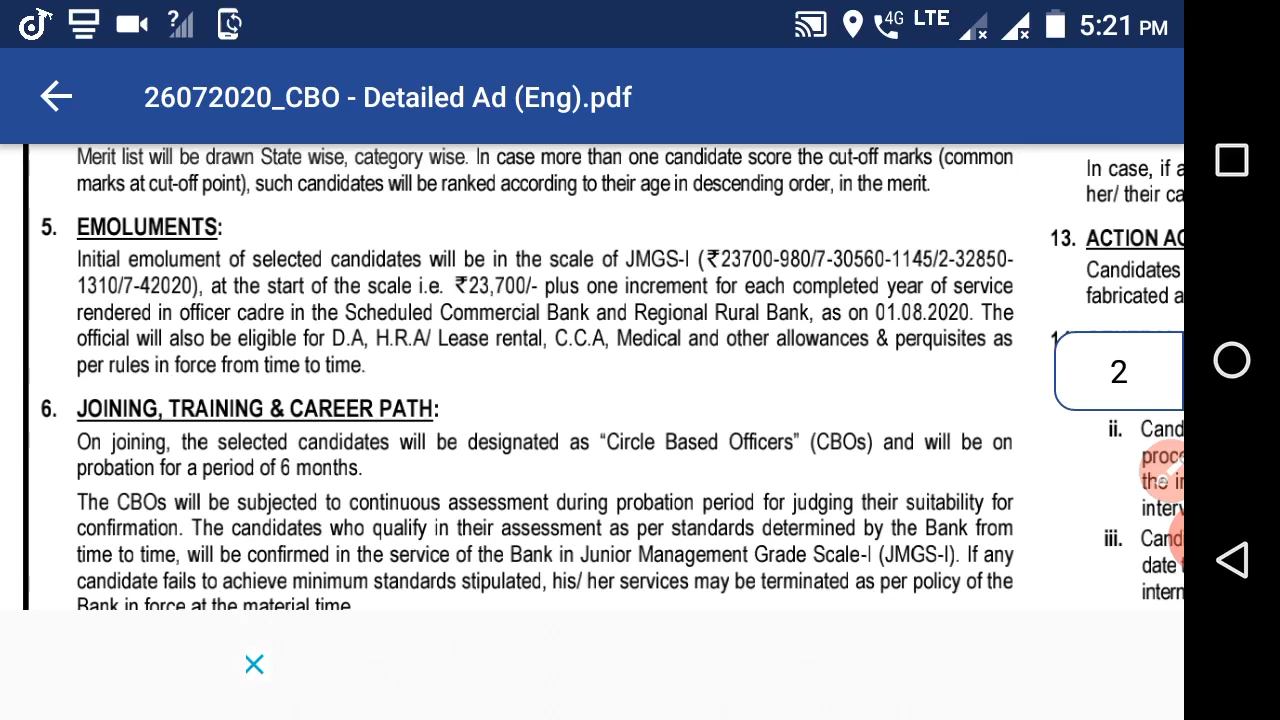 4G LTE 5:21 PM
26072020_CBO - Detailed Ad (Eng).pdf
Merit list will be drawn State wise, category wise. In case more than one candidate score the cut-off marks (common
marks at cut-off point), such candidates will be ranked according to their age in descending order, in the merit.
5. EMOLUMENTS:
Initial emolument of selected candidates will be in the scale of JMGS-I (₹23700-980/7-30560-1145/2-32850-
1310/7-42020), at the start of the scale i.e. ₹23,700/- plus one increment for each completed year of service
rendered in officer cadre in the Scheduled Commercial Bank and Regional Rural Bank, as on 01.08.2020. The
official will also be eligible for D.A, H.R.A/ Lease rental, C.C.A, Medical and other allowances & perquisites as
per rules in force from time to time.
6. JOINING, TRAINING & CAREER PATH:
On joining, the selected candidates will be designated as “Circle Based Officers” (CBOs) and will be on
probation for a period of 6 months.
The CBOs will be subjected to continuous assessment during probation period for judging their suitability for
confirmation. The candidates who qualify in their assessment as per standards determined by the Bank from
time to time, will be confirmed in the service of the Bank in Junior Management Grade Scale-I (JMGS-I). If any
candidate fails to achieve minimum standards stipulated, his/ her services may be terminated as per policy of the
Bank in force at the material time
In case, if a
her/ their ca
13. ACTION AG
Candidates
fabricated a
2
ii. Cand
proce
the in
interv
iii. Cand
date
intern